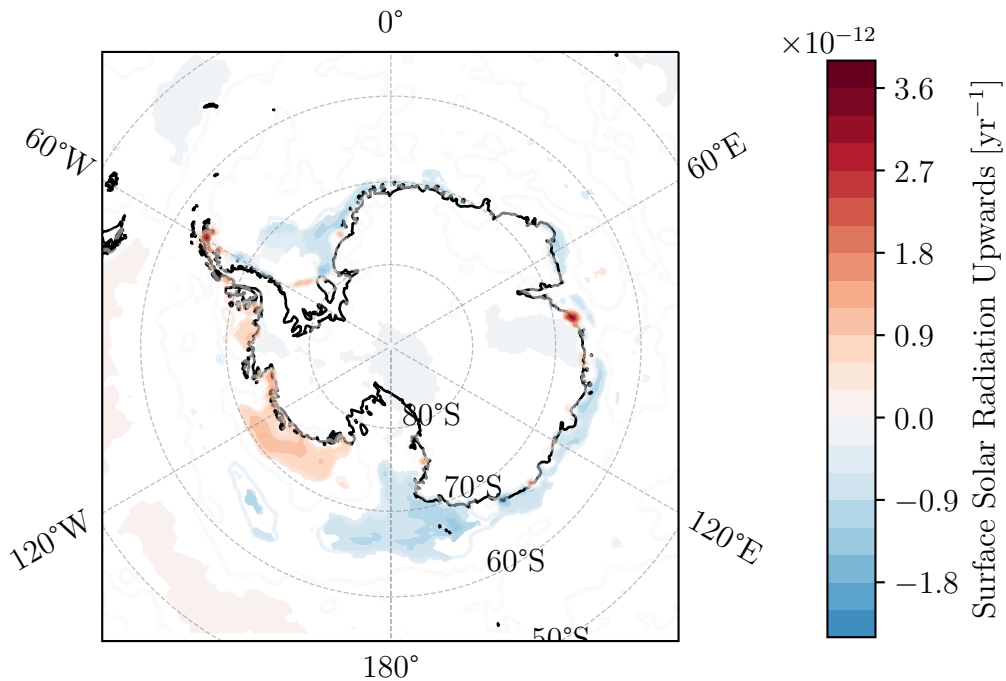 0°
×10⁻¹²
60°W
60°E
3.6
2.7
1.8
0.9
0.0
−0.9
−1.8
Surface Solar Radiation Upwards [yr⁻¹]
80°S
70°S
60°S
50°S
120°W
120°E
180°